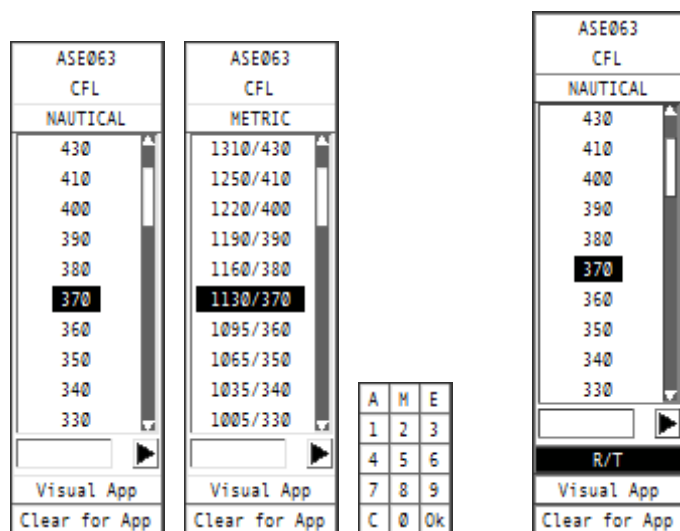 ASE063
CFL
NAUTICAL
430
410
400
390
380
370
360
350
340
330
Visual App
Clear for App
ASE063
CFL
METRIC
1310/430
1250/410
1220/400
1190/390
1160/380
1130/370
1095/360
1065/350
1035/340
1005/330
Visual App
Clear for App
A M E
1 2 3
4 5 6
7 8 9
C 0 Ok
ASE063
CFL
NAUTICAL
430
410
400
390
380
370
360
350
340
330
R/T
Visual App
Clear for App